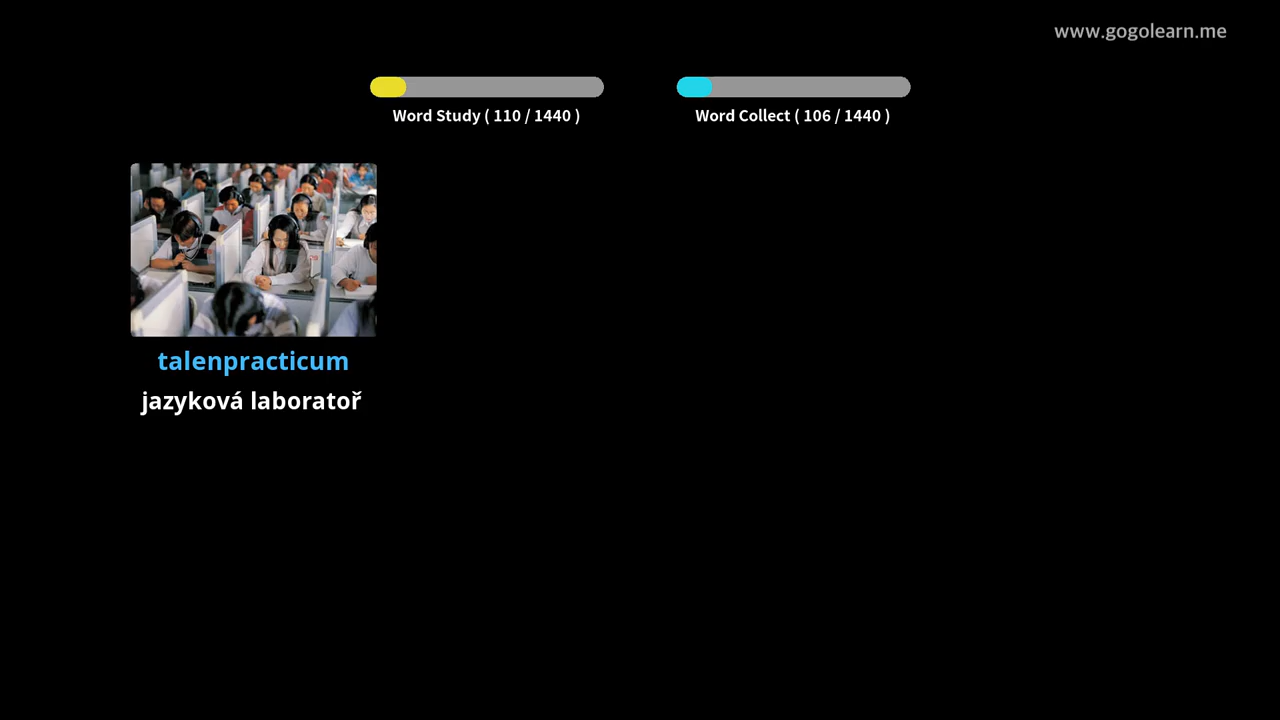 www.gogolearn.me
Word Study ( 110 / 1440 )
Word Collect ( 106 / 1440 )
talenpracticum
jazyková laboratoř